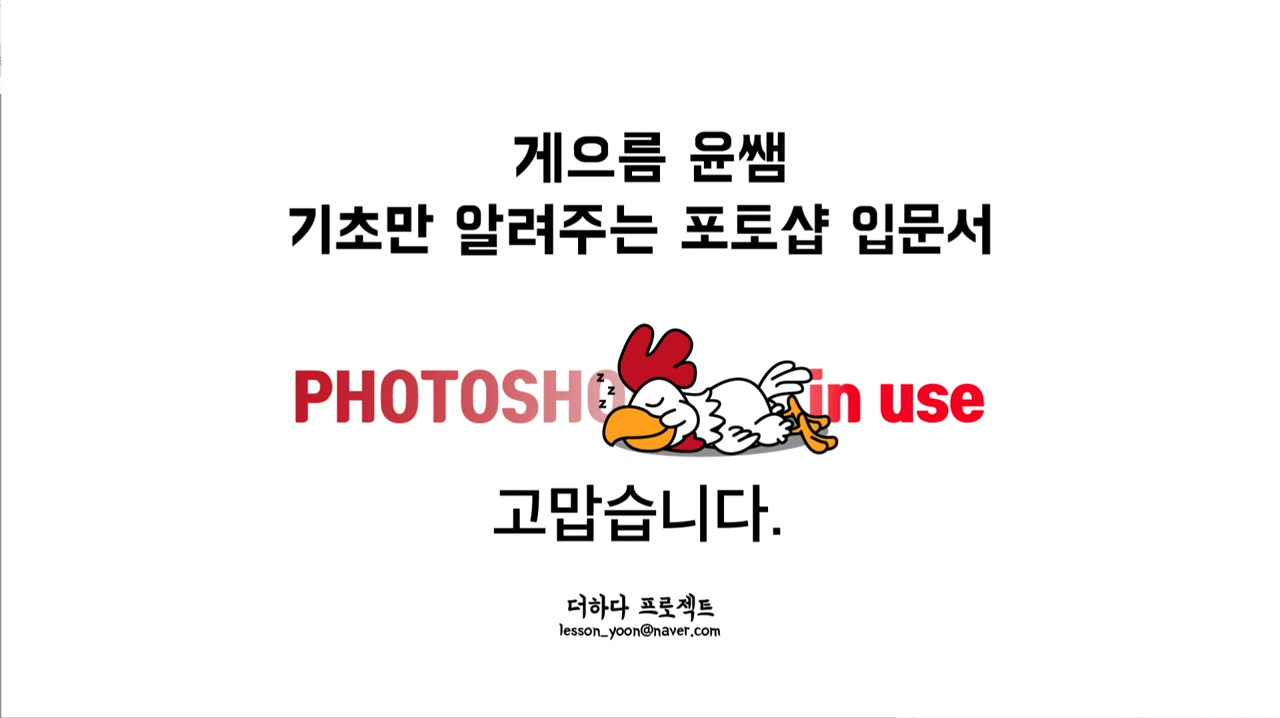 게으름 윤쌤
기초만 알려주는 포토샵 입문서
PHOTOSHO in use
z
z
z
고맙습니다.
더하다 프로젝트
lesson_yoon@naver.com